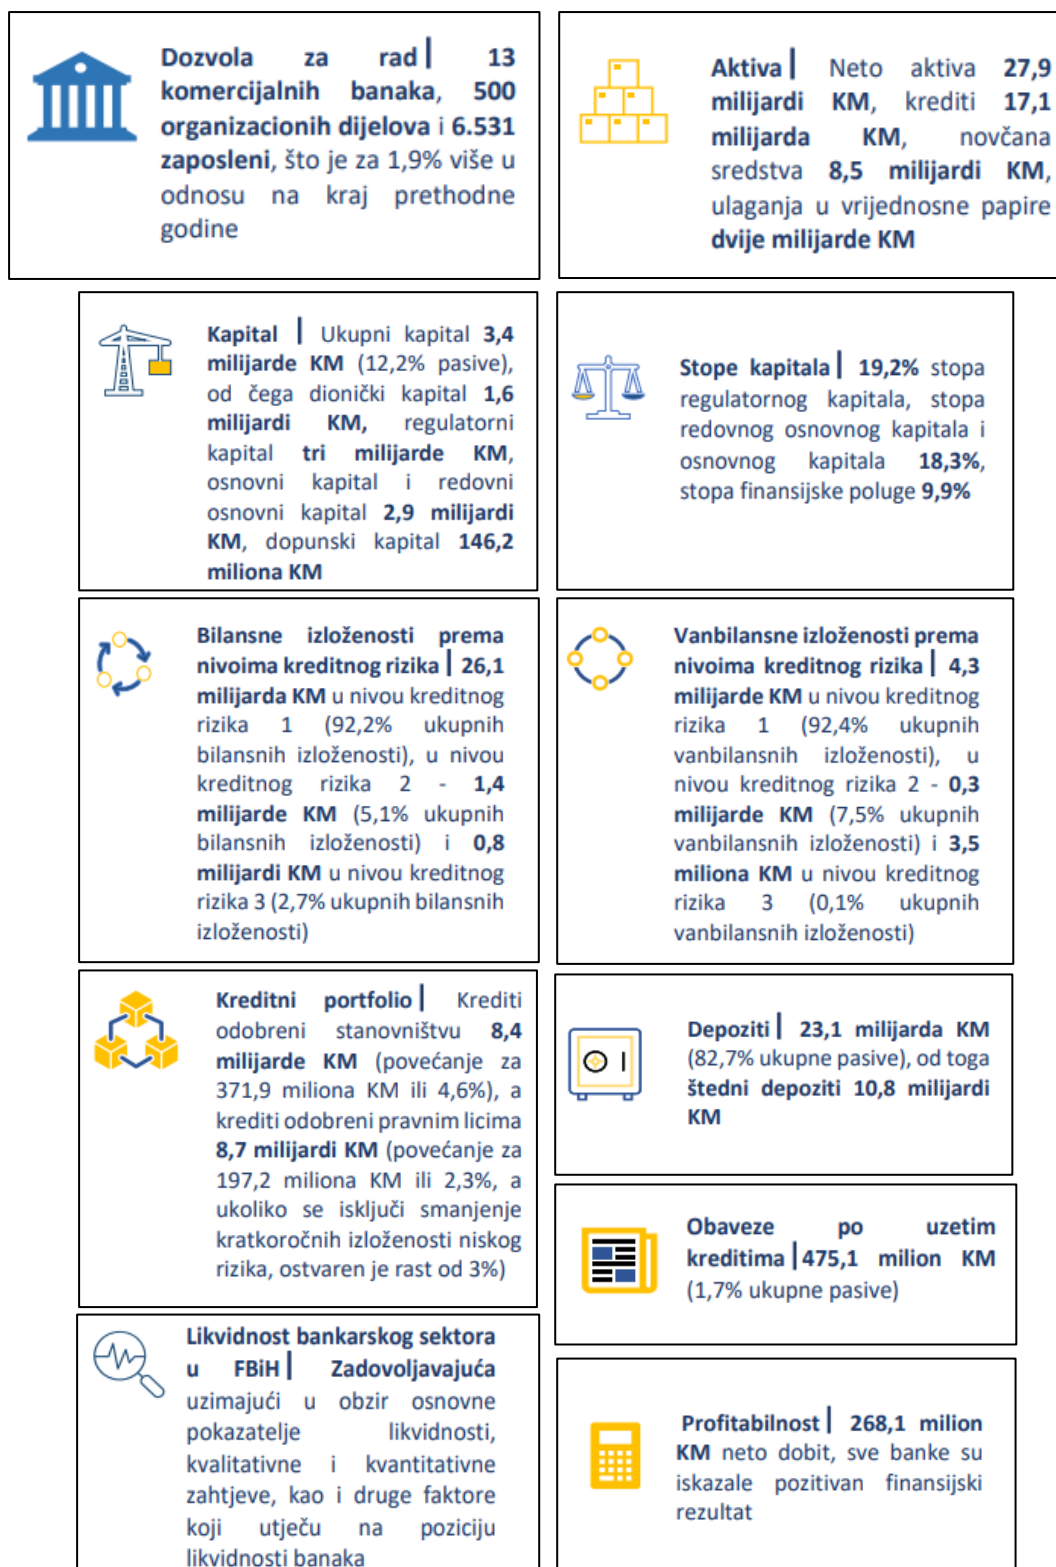 Dozvola za rad| 13
komercijalnih banaka, 500
organizacionih dijelova i 6.531
zaposleni, što je za 1,9% više u
odnosu na kraj prethodne
godine
Aktiva| Neto aktiva 27,9
milijardi KM, krediti 17,1
milijarda KM, novčana
sredstva 8,5 milijardi KM,
ulaganja u vrijednosne papire
dvije milijarde KM
Kapital | Ukupni kapital 3,4
milijarde KM (12,2% pasive),
od čega dionički kapital 1,6
milijardi KM, regulatorni
kapital tri milijarde KM,
osnovni kapital i redovni
osnovni kapital 2,9 milijardi
KM, dopunski kapital 146,2
miliona KM
Stope kapitala| 19,2% stopa
regulatornog kapitala, stopa
redovnog osnovnog kapitala i
osnovnog kapitala 18,3%,
stopa finansijske poluge 9,9%
Bilansne izloženosti prema
nivoima kreditnog rizika| 26,1
milijarda KM u nivou kreditnog
rizika 1 (92,2% ukupnih
bilansnih izloženosti), u nivou
kreditnog rizika 2 - 1,4
milijarde KM (5,1% ukupnih
bilansnih izloženosti) i 0,8
milijardi KM u nivou kreditnog
rizika 3 (2,7% ukupnih bilansnih
izloženosti)
Vanbilansne izloženosti prema
nivoima kreditnog rizika| 4,3
milijarde KM u nivou kreditnog
rizika 1 (92,4% ukupnih
vanbilansnih izloženosti), u
nivou kreditnog rizika 2 - 0,3
milijarde KM (7,5% ukupnih
vanbilansnih izloženosti) i 3,5
miliona KM u nivou kreditnog
rizika 3 (0,1% ukupnih
vanbilansnih izloženosti)
Kreditni portfolio| Krediti
odobreni stanovništvu 8,4
milijarde KM (povećanje za
371,9 miliona KM ili 4,6%), a
krediti odobreni pravnim licima
8,7 milijardi KM (povećanje za
197,2 miliona KM ili 2,3%, a
ukoliko se isključi smanjenje
kratkoročnih izloženosti niskog
rizika, ostvaren je rast od 3%)
Depoziti| 23,1 milijarda KM
(82,7% ukupne pasive), od toga
štedni depoziti 10,8 milijardi
KM
Obaveze po uzetim
kreditima|475,1 milion KM
(1,7% ukupne pasive)
Likvidnost bankarskog sektora
u FBiH| Zadovoljavajuća
uzimajući u obzir osnovne
pokazatelje likvidnosti,
kvalitativne i kvantitativne
zahtjeve, kao i druge faktore
koji utječu na poziciju
likvidnosti banaka
Profitabilnost| 268,1 milion
KM neto dobit, sve banke su
iskazale pozitivan finansijski
rezultat